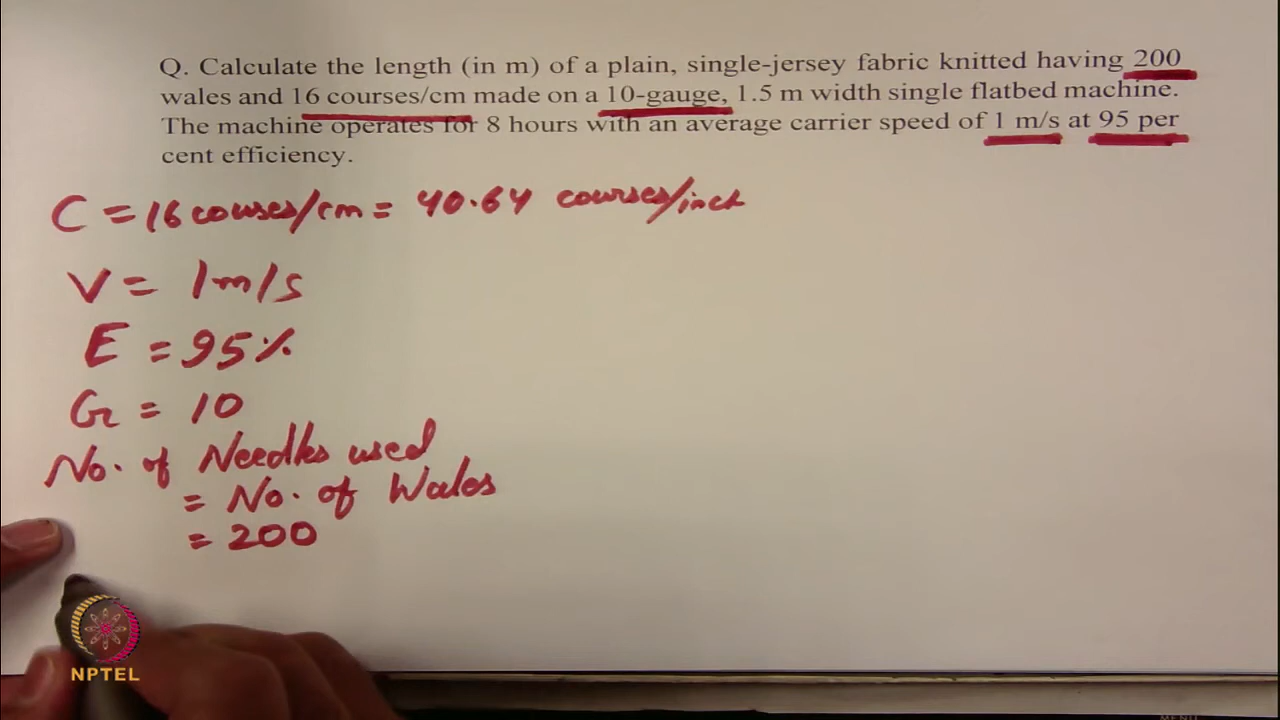 Q. Calculate the length (in m) of a plain, single-jersey fabric knitted having 200
wales and 16 courses/cm made on a 10-gauge, 1.5 m width single flatbed machine.
The machine operates for 8 hours with an average carrier speed of 1 m/s at 95 per
cent efficiency.
C = 16 courses/cm = 40.64 courses/inch
V = 1m/s
E = 95%
G = 10
No. of Needles used
= No. of Wales
= 200
NPTEL